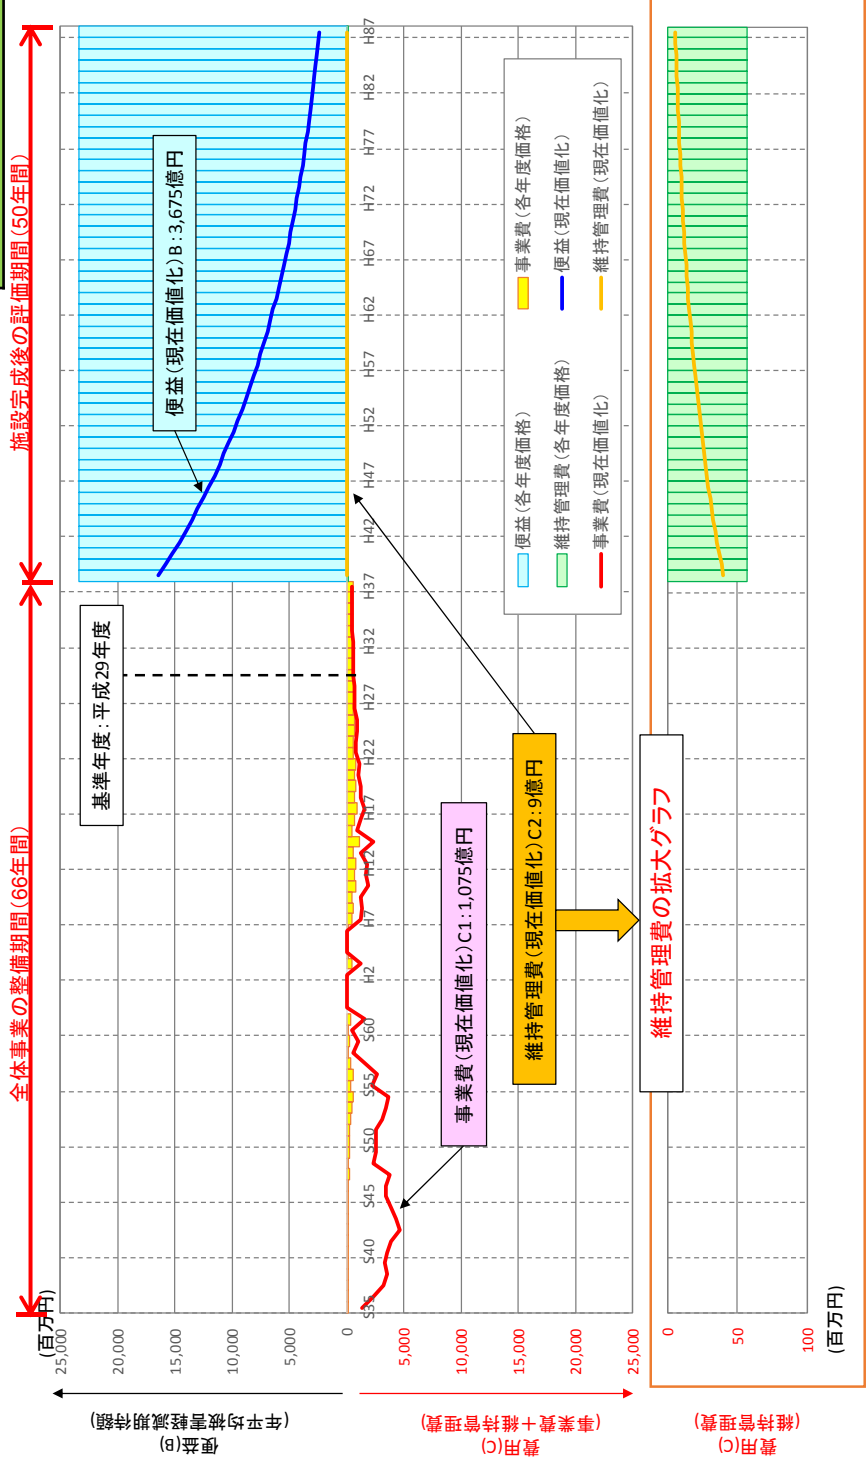 全体事業の整備期間(66年間)
施設完成後の評価期間(50年間)
(百万円)
25,000
20,000
15,000
10,000
5,000
0
5,000
10,000
15,000
20,000
25,000
便益(B)
(年平均被害軽減期待額)
費用(C)
(事業費＋維持管理費)
基準年度：平成29年度
便益(現在価値化)B：3,675億円
S35
S40
S45
S50
S55
S60
H2
H7
H12
H17
H22
H27
H32
H37
H42
H47
H52
H57
H62
H67
H72
H77
H82
H87
事業費(現在価値化)C1：1,075億円
維持管理費(現在価値化)C2：9億円
便益(各年度価格)
事業費(各年度価格)
維持管理費(各年度価格)
便益(現在価値化)
事業費(現在価値化)
維持管理費(現在価値化)
維持管理費の拡大グラフ
0
50
100
(百万円)
費用(C)
(維持管理費)